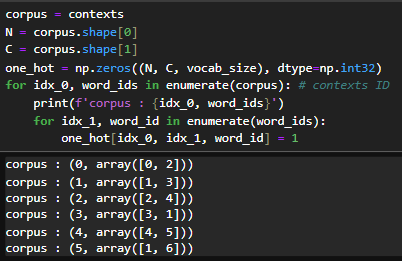 corpus = contexts
N = corpus.shape[0]
C = corpus.shape[1]
one_hot = np.zeros((N, C, vocab_size), dtype=np.int32)
for idx_0, word_ids in enumerate(corpus): # contexts ID
    print(f'corpus : {idx_0, word_ids}')
    for idx_1, word_id in enumerate(word_ids):
        one_hot[idx_0, idx_1, word_id] = 1
corpus : (0, array([0, 2]))
corpus : (1, array([1, 3]))
corpus : (2, array([2, 4]))
corpus : (3, array([3, 1]))
corpus : (4, array([4, 5]))
corpus : (5, array([1, 6]))